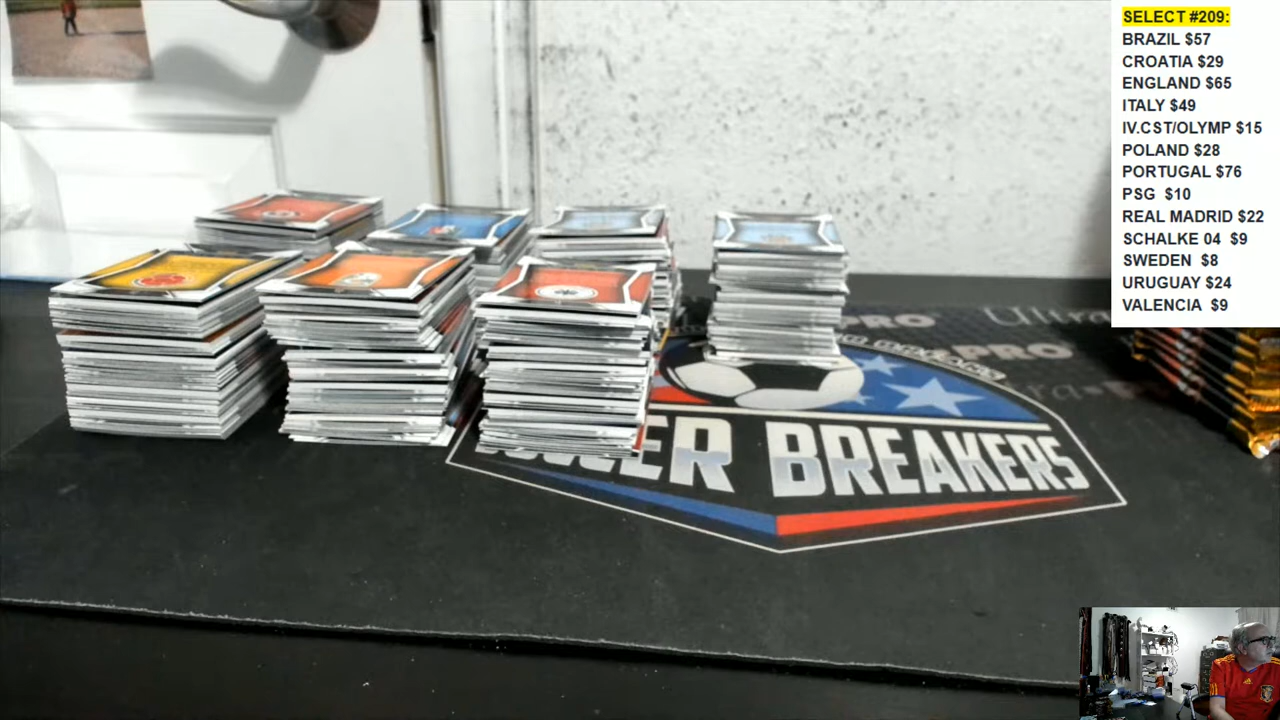 SELECT #209:
BRAZIL $57
CROATIA $29
ENGLAND $65
ITALY $49
IV.CST/OLYMP $15
POLAND $28
PORTUGAL $76
PSG $10
REAL MADRID $22
SCHALKE 04 $9
SWEDEN $8
URUGUAY $24
VALENCIA $9
PRO Ultra
PRO
BREAKERS